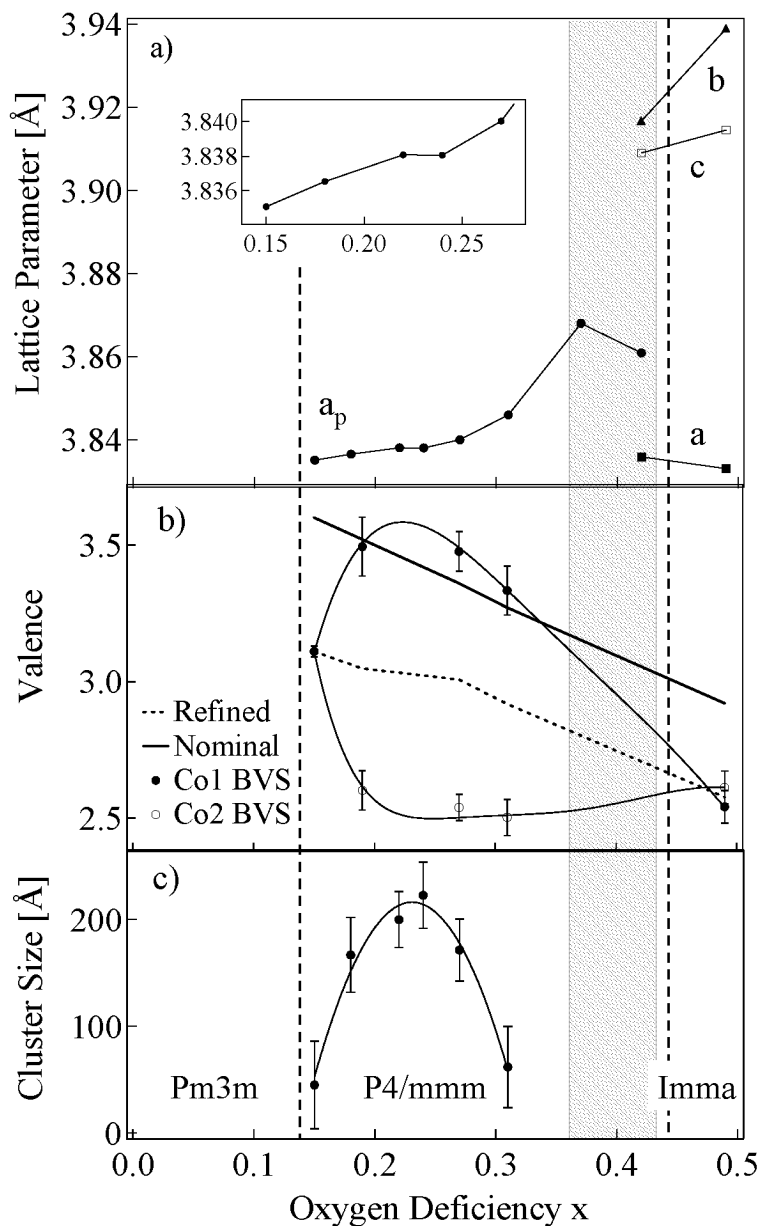 a)
Lattice Parameter [Å]
3.94
3.92
3.90
3.88
3.86
3.84
3.840
3.838
3.836
0.15 0.20 0.25
b
c
a
aₚ
b)
Valence
3.5
3.0
2.5
Refined
Nominal
Co1 BVS
Co2 BVS
c)
Cluster Size [Å]
200
100
0
Pm3m P4/mmm Imma
0.0 0.1 0.2 0.3 0.4 0.5
Oxygen Deficiency x